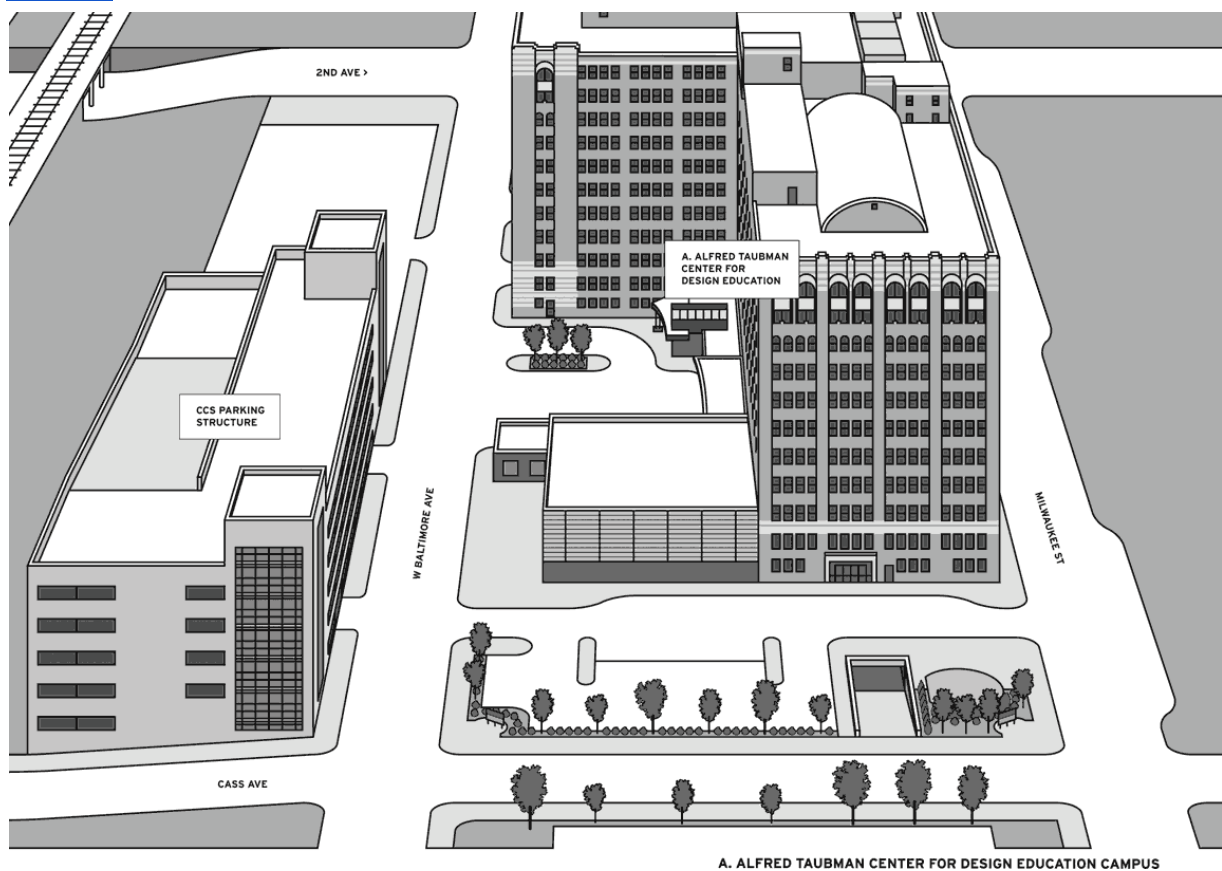 2ND AVE >
A. ALFRED TAUBMAN
CENTER FOR
DESIGN EDUCATION
CCS PARKING
STRUCTURE
W BALTIMORE AVE
MILWAUKEE ST
CASS AVE
A. ALFRED TAUBMAN CENTER FOR DESIGN EDUCATION CAMPUS